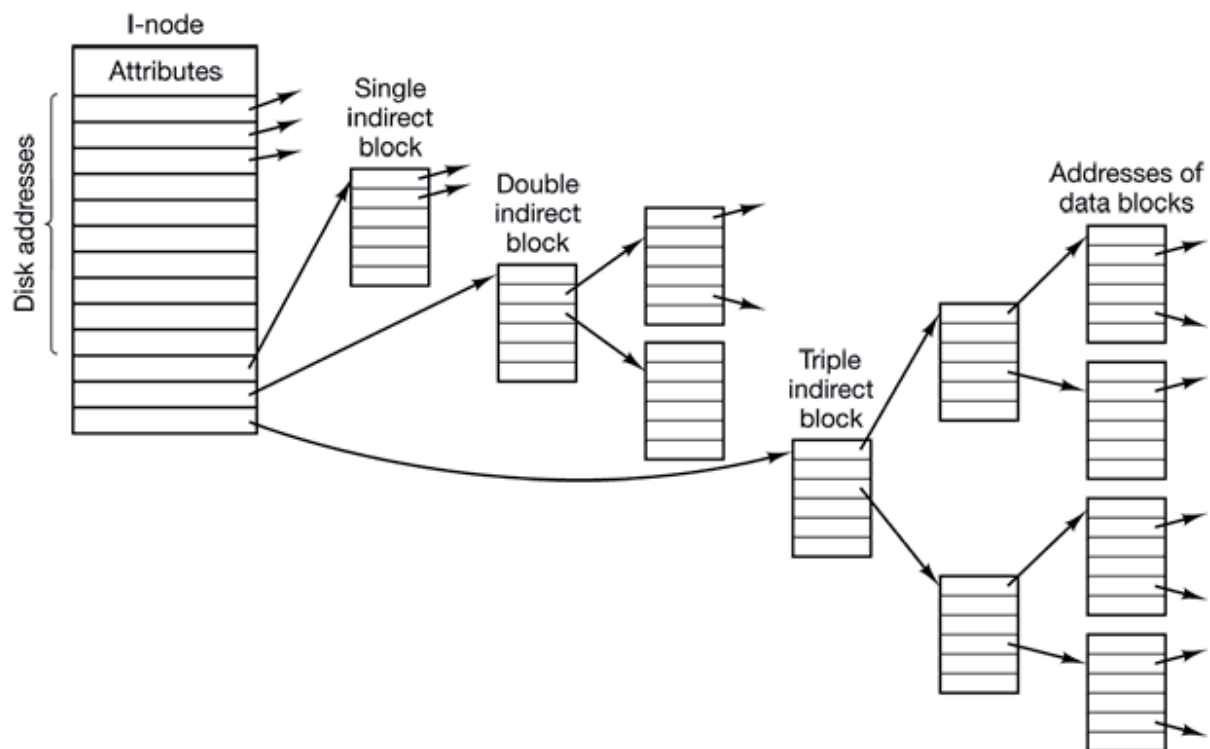 I-node
Attributes
Disk addresses
Single
indirect
block
Double
indirect
block
Triple
indirect
block
Addresses of
data blocks